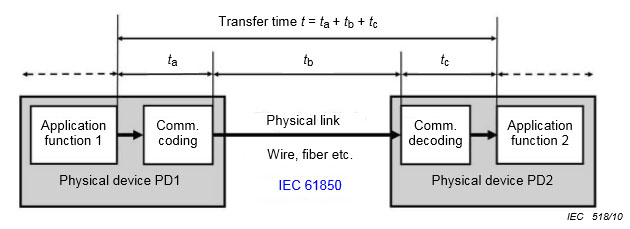 Transfer time t = ta + tb + tc
ta
tb
tc
Application
function 1
Comm.
coding
Physical link
Comm.
decoding
Application
function 2
Wire, fiber etc.
Physical device PD1
IEC 61850
Physical device PD2
IEC 518/10